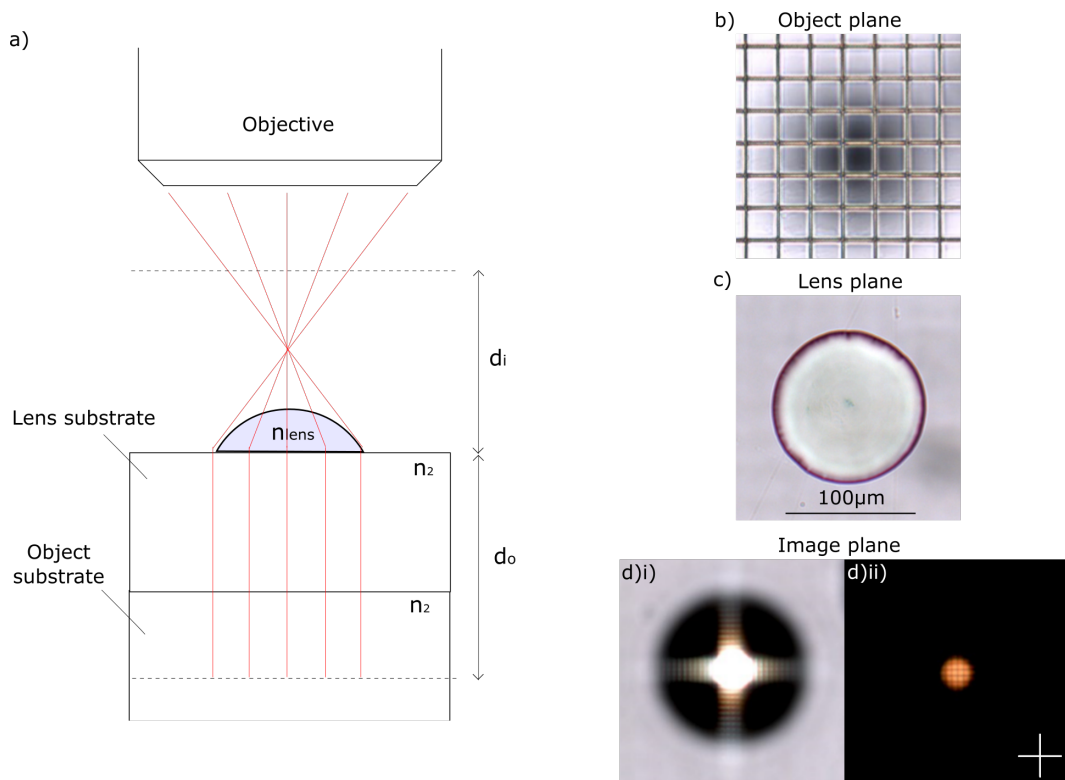 a)
Objective
dᵢ
Lens substrate
nₗₑₙₛ
n₂
dₒ
Object
substrate
n₂
b)
Object plane
c)
Lens plane
100μm
Image plane
d)i)
d)ii)